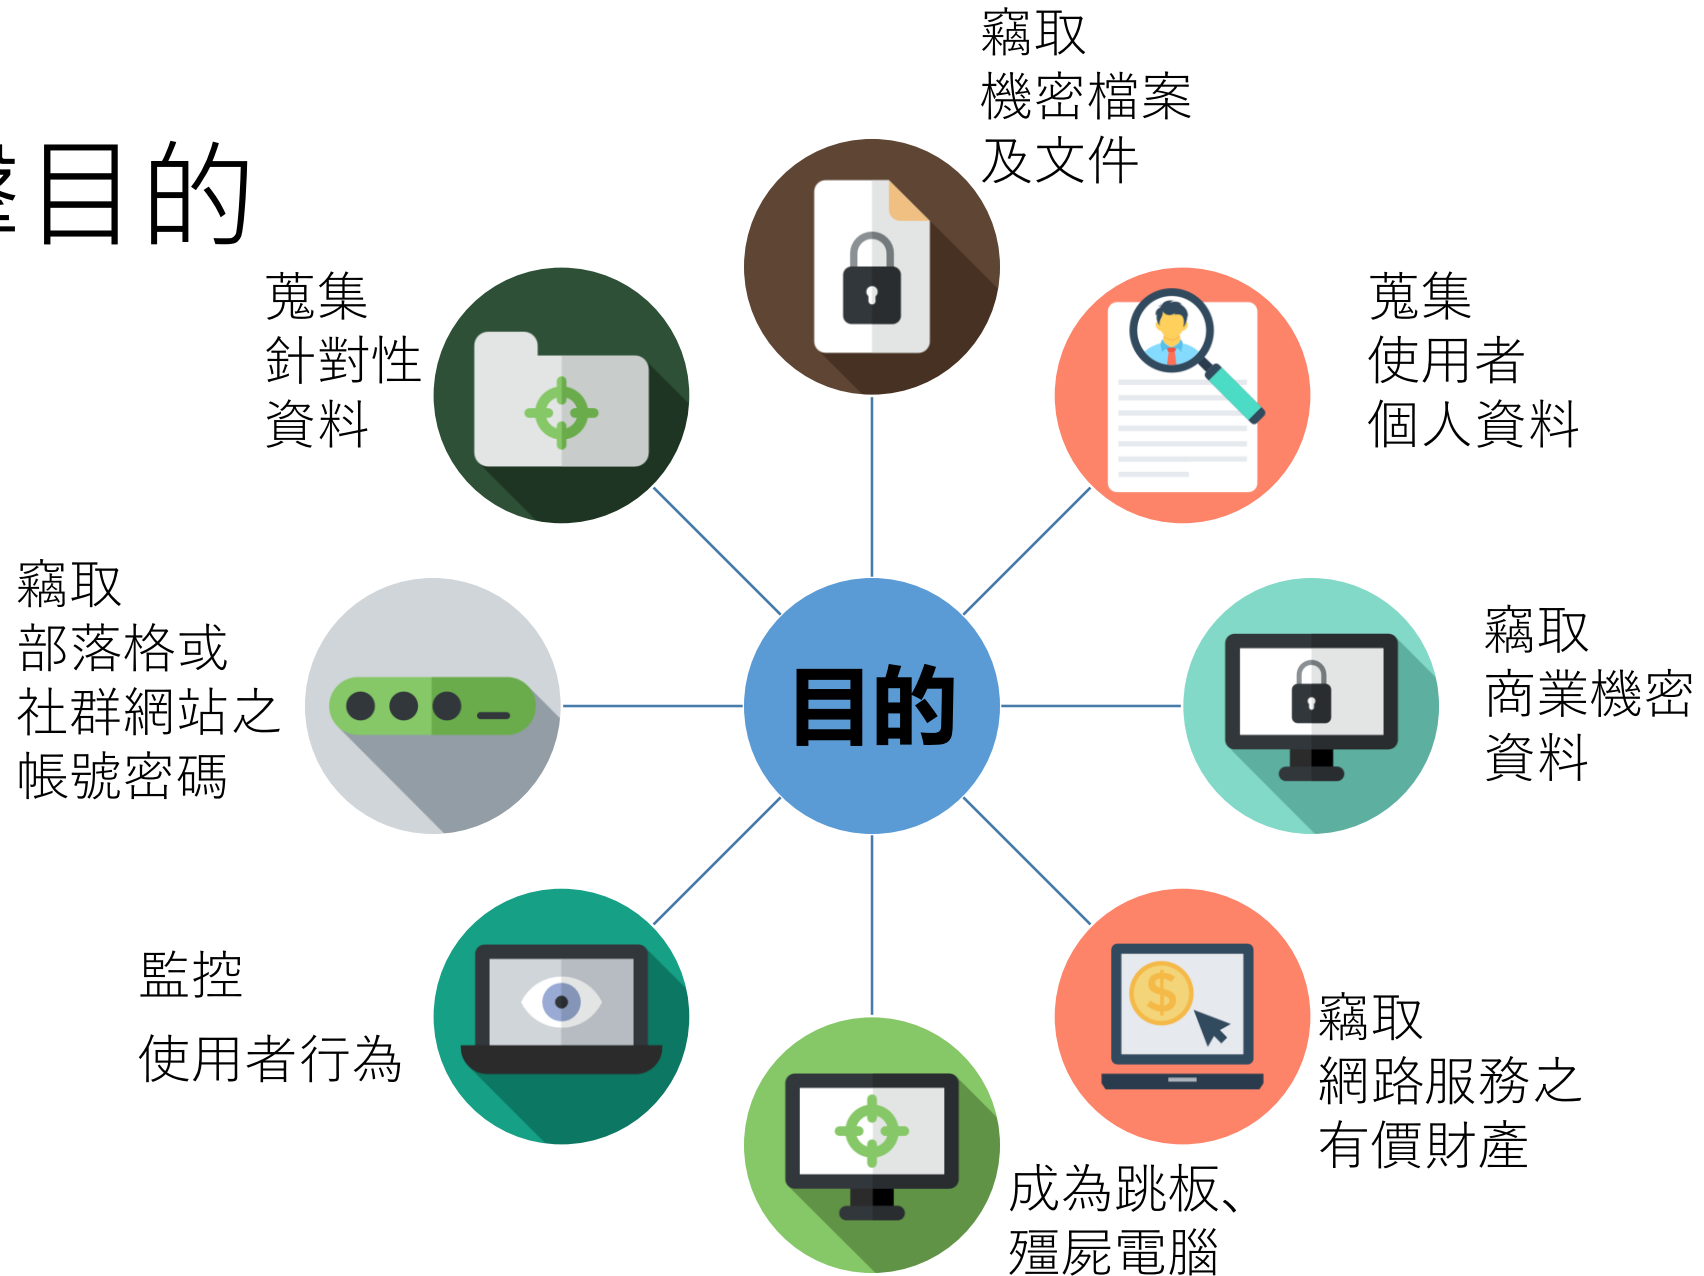 目的
竊取
機密檔案
及文件
蒐集
使用者
個人資料
竊取
商業機密
資料
竊取
網路服務之
有價財產
成為跳板、
殭屍電腦
監控
使用者行為
竊取
部落格或
社群網站之
帳號密碼
蒐集
針對性
資料
目的
$